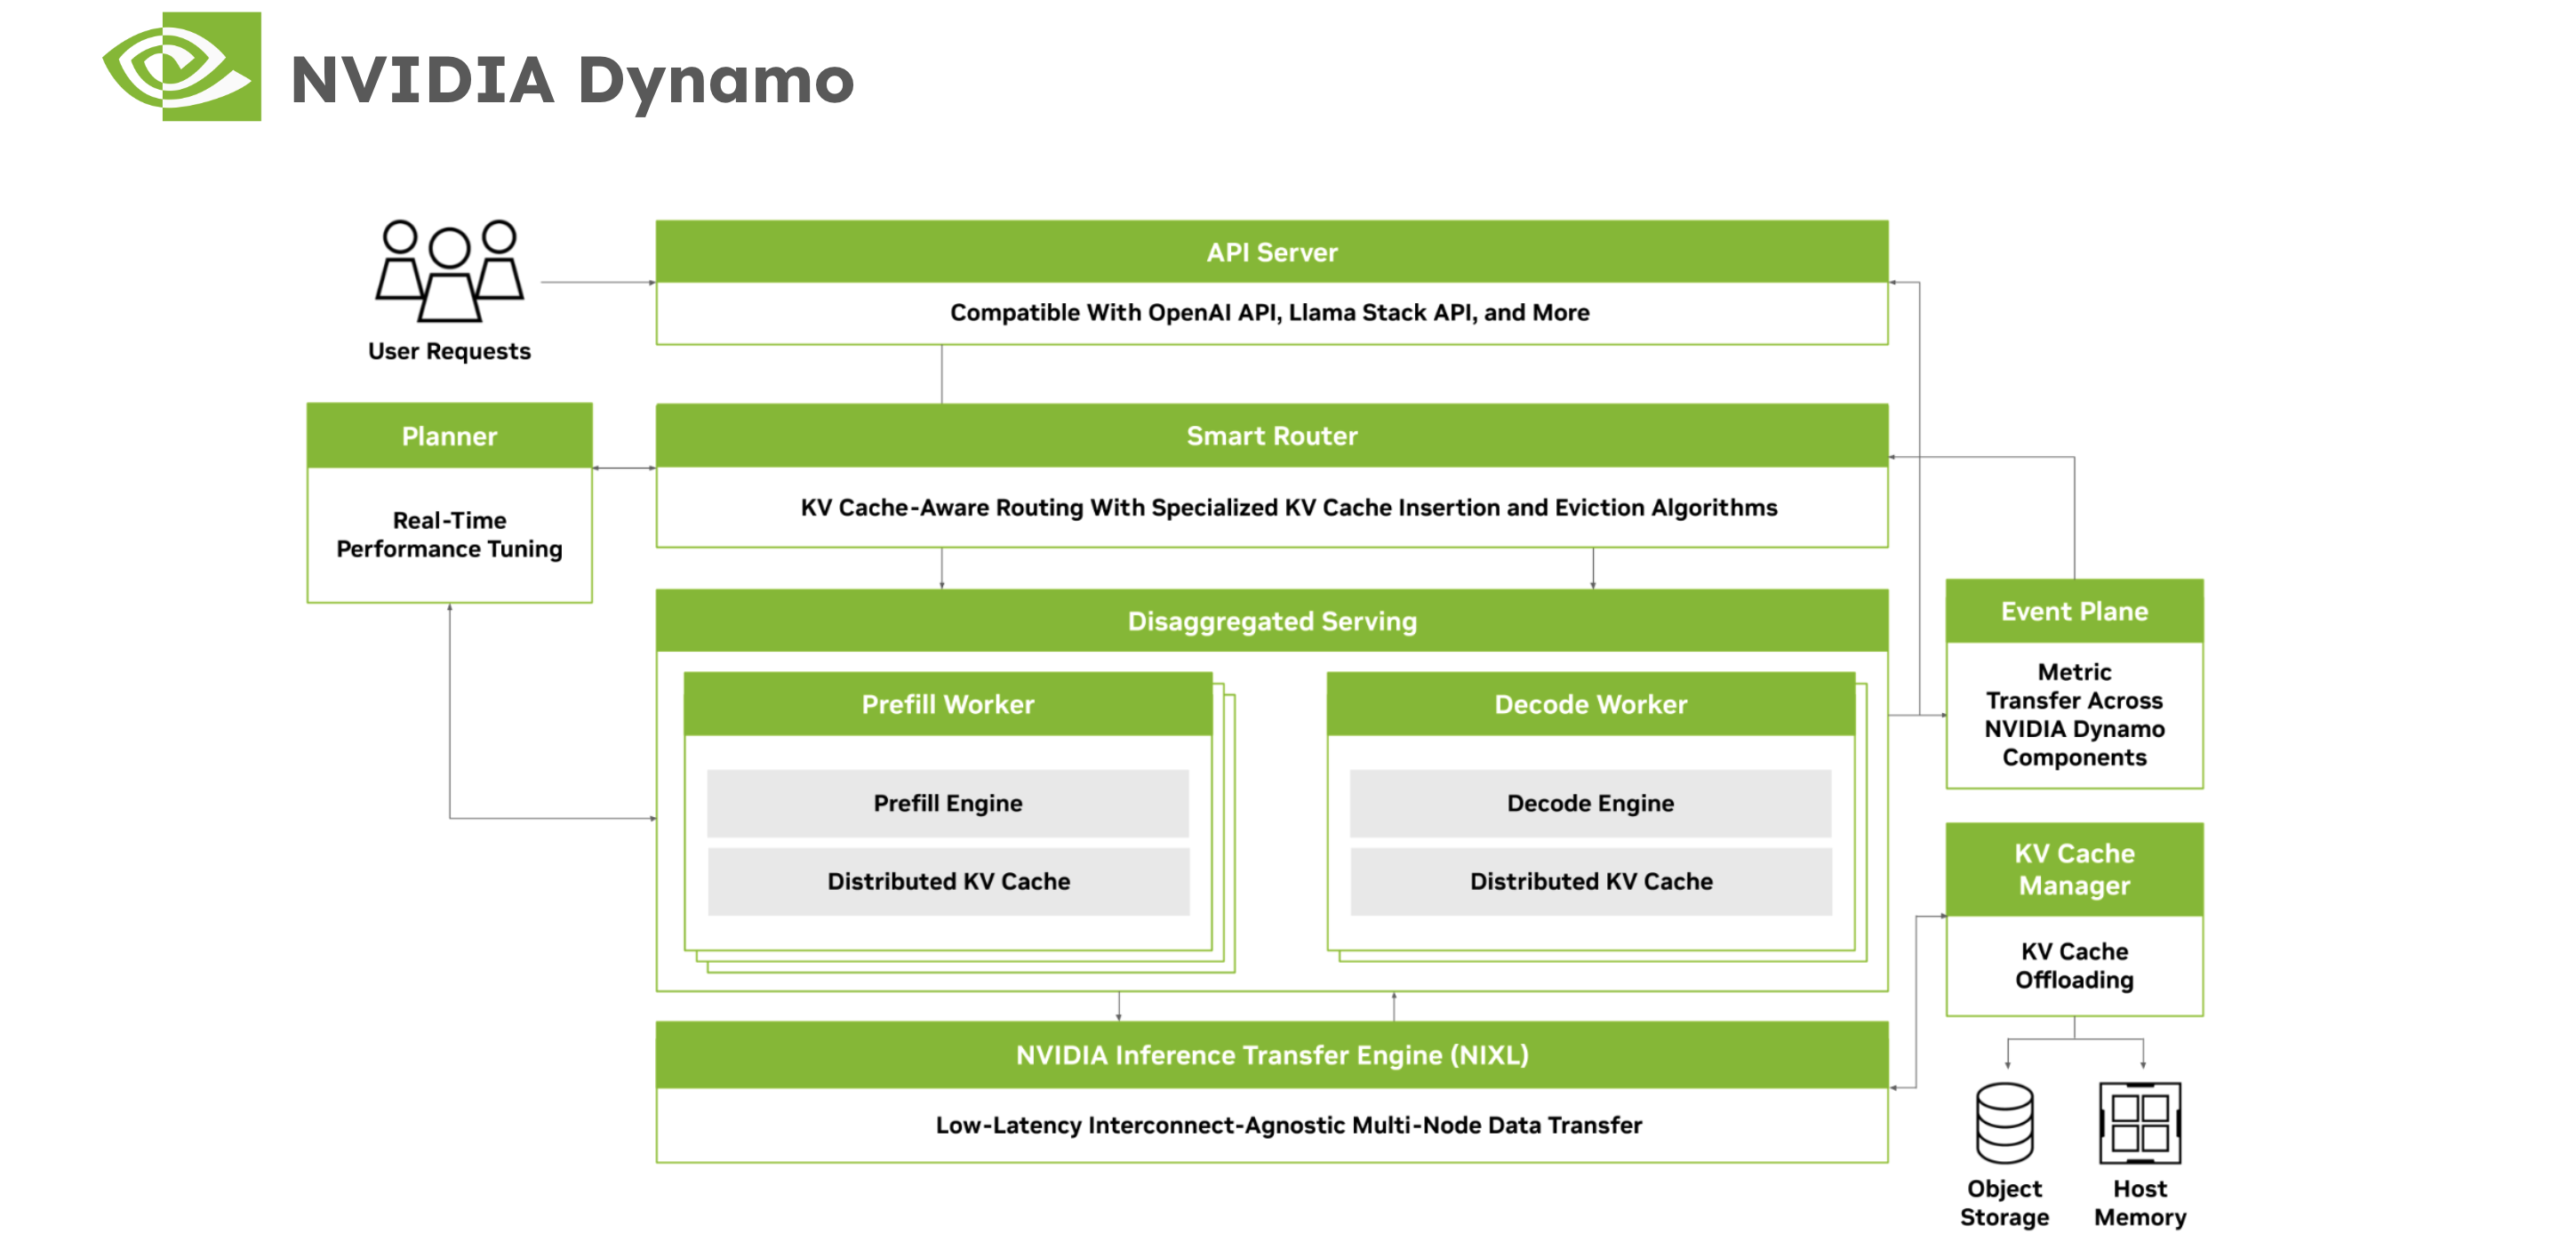 NVIDIA Dynamo
User Requests
API Server
Compatible With OpenAI API, Llama Stack API, and More
Planner
Real-Time
Performance Tuning
Smart Router
KV Cache-Aware Routing With Specialized KV Cache Insertion and Eviction Algorithms
Disaggregated Serving
Prefill Worker
Prefill Engine
Distributed KV Cache
Decode Worker
Decode Engine
Distributed KV Cache
Event Plane
Metric
Transfer Across
NVIDIA Dynamo
Components
KV Cache
Manager
KV Cache
Offloading
NVIDIA Inference Transfer Engine (NIXL)
Low-Latency Interconnect-Agnostic Multi-Node Data Transfer
Object
Storage
Host
Memory